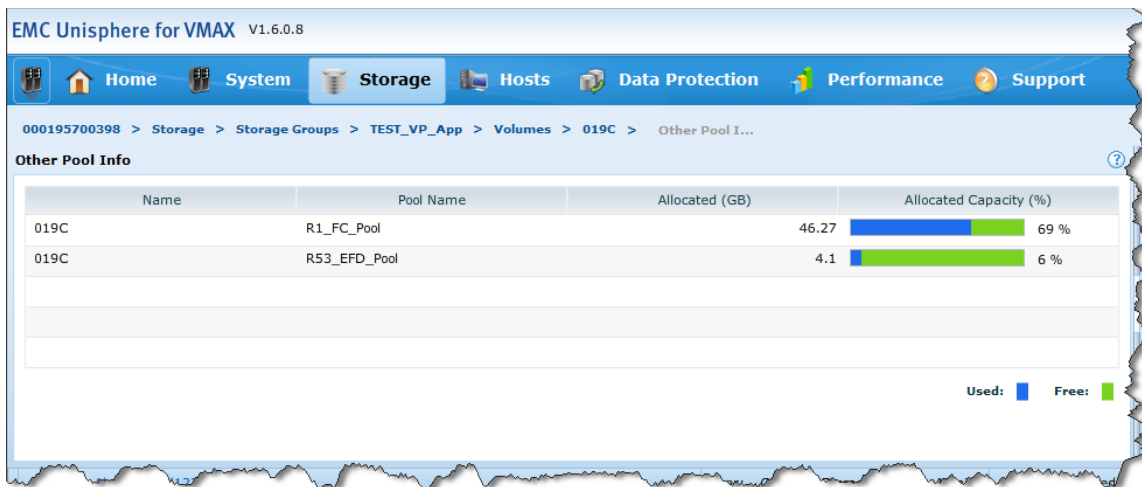 EMC Unisphere for VMAX V1.6.0.8
Home System Storage Hosts Data Protection Performance Support
000195700398 > Storage > Storage Groups > TEST_VP_App > Volumes > 019C > Other Pool I...
Other Pool Info
Name Pool Name Allocated (GB) Allocated Capacity (%)
019C R1_FC_Pool 46.27 69 %
019C R53_EFD_Pool 4.1 6 %
Used: Free: